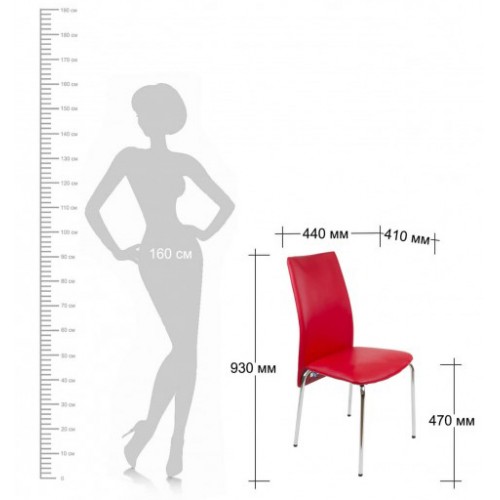 190 см
180 см
170 см
160 см
150 см
140 см
130 см
120 см
110 см
100 см
90 см
80 см
70 см
60 см
50 см
40 см
30 см
20 см
10 см
0
160 см
440 мм
410 мм
930 мм
470 мм